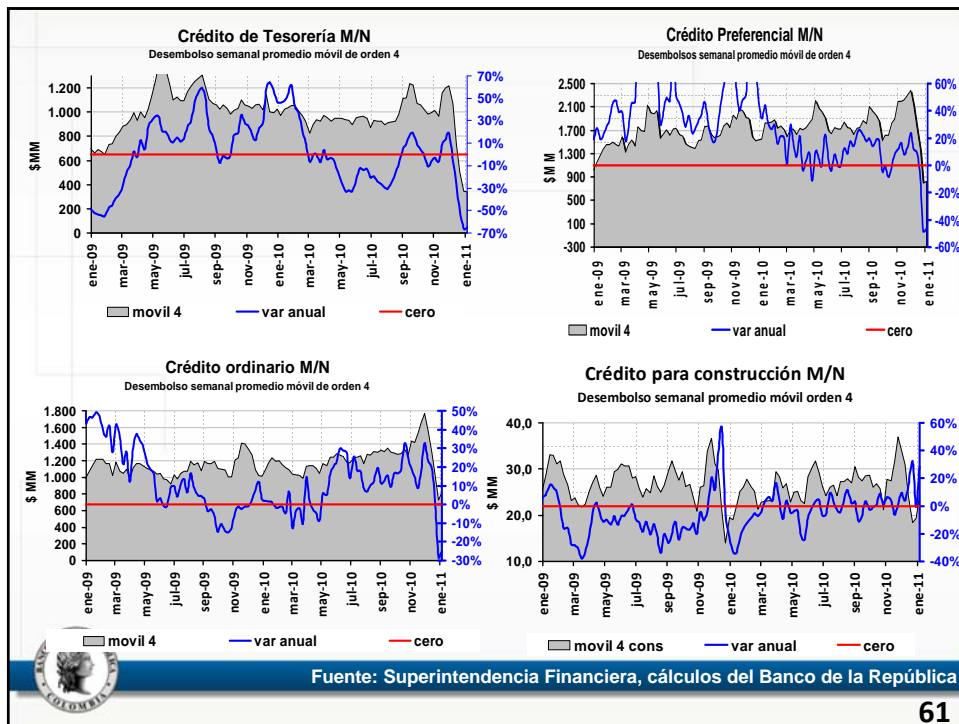 Crédito de Tesorería M/N
Desembolso semanal promedio móvil de orden 4
$MM
1.200
1.000
800
600
400
200
0
70%
50%
30%
10%
-10%
-30%
-50%
-70%
ene-09
mar-09
may-09
jul-09
sep-09
nov-09
ene-10
mar-10
may-10
jul-10
sep-10
nov-10
ene-11
movil 4 var anual cero
Crédito Preferencial M/N
Desembolsos semanal promedio móvil de orden 4
$MM
2.500
2.100
1.700
1.300
900
500
100
-300
60%
40%
20%
0%
-20%
-40%
-60%
ene-09
mar-09
may-09
jul-09
sep-09
nov-09
ene-10
mar-10
may-10
jul-10
sep-10
nov-10
ene-11
movil 4 var anual cero
Crédito ordinario M/N
Desembolso semanal promedio móvil de orden 4
$ MM
1.800
1.600
1.400
1.200
1.000
800
600
400
200
0
50%
40%
30%
20%
10%
0%
-10%
-20%
-30%
ene-09
mar-09
may-09
jul-09
sep-09
nov-09
ene-10
mar-10
may-10
jul-10
sep-10
nov-10
ene-11
movil 4 var anual cero
Crédito para construcción M/N
Desembolso semanal promedio móvil orden 4
$ MM
40,0
30,0
20,0
10,0
60%
40%
20%
0%
-20%
-40%
ene-09
mar-09
may-09
jul-09
sep-09
nov-09
ene-10
mar-10
may-10
jul-10
sep-10
nov-10
ene-11
movil 4 cons var anual cero
COLOMBIA
Fuente: Superintendencia Financiera, cálculos del Banco de la República
61